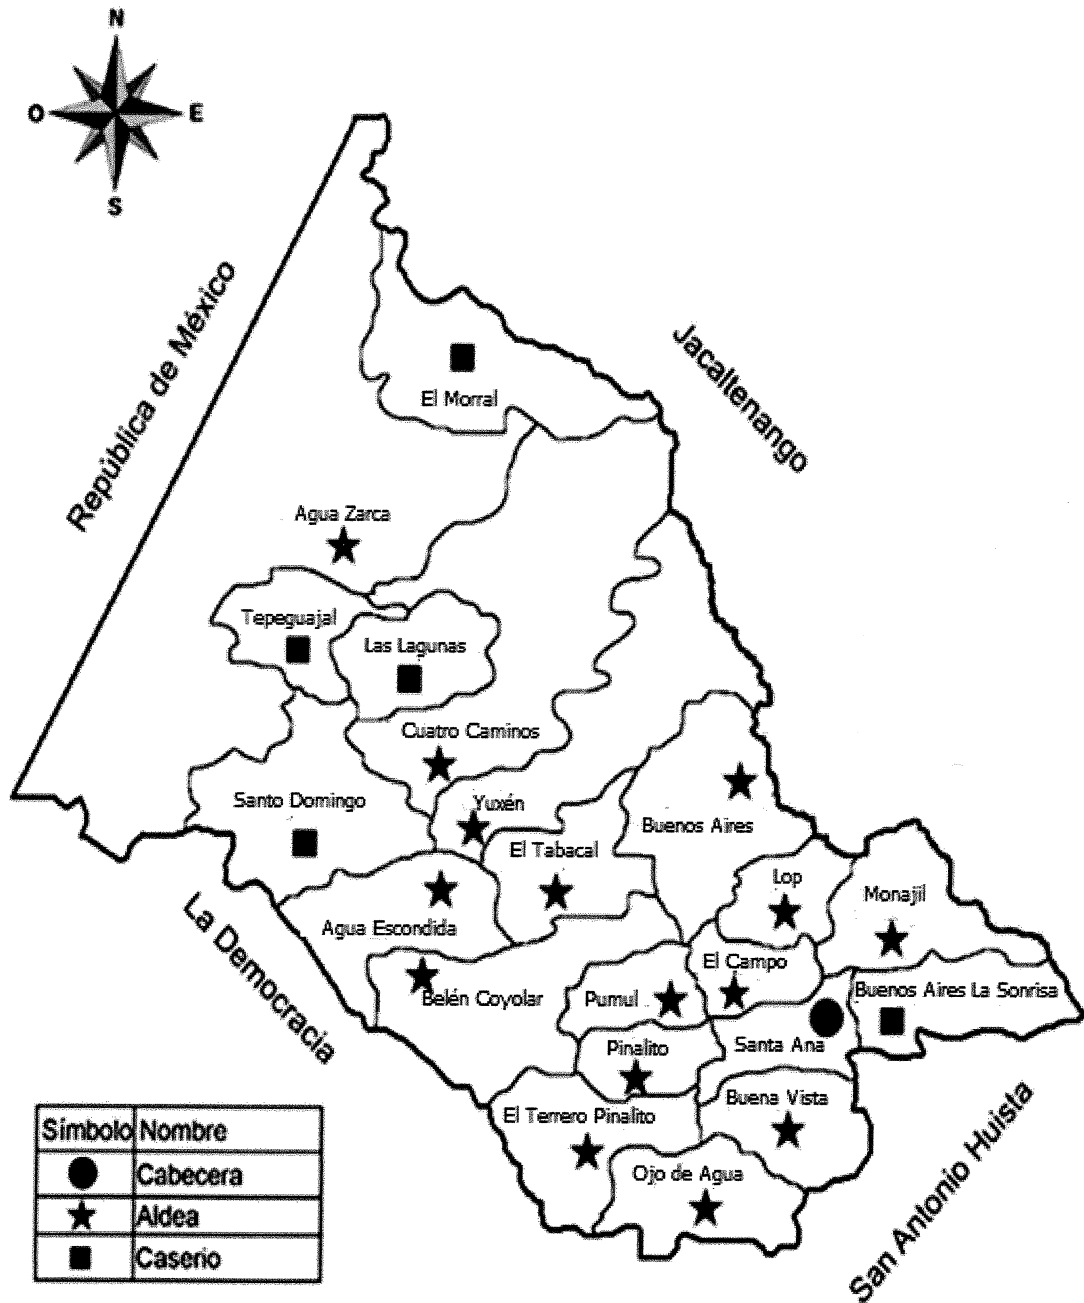 N
O
E
S
República de México
Jacaltenango
El Morral
Agua Zarca
Tepeguajal
Las Lagunas
Cuatro Caminos
Santo Domingo
Yuxén
Buenos Aires
El Tabacal
Lop
Monajil
Agua Escondida
La Democracia
El Campo
Belén Coyolar
Pumul
Buenos Aires La Sonrisa
Pinalito
Santa Ana
Buena Vista
El Terrero Pinalito
Ojo de Agua
San Antonio Huista
Símbolo Nombre
Cabecera
Aldea
Caserio